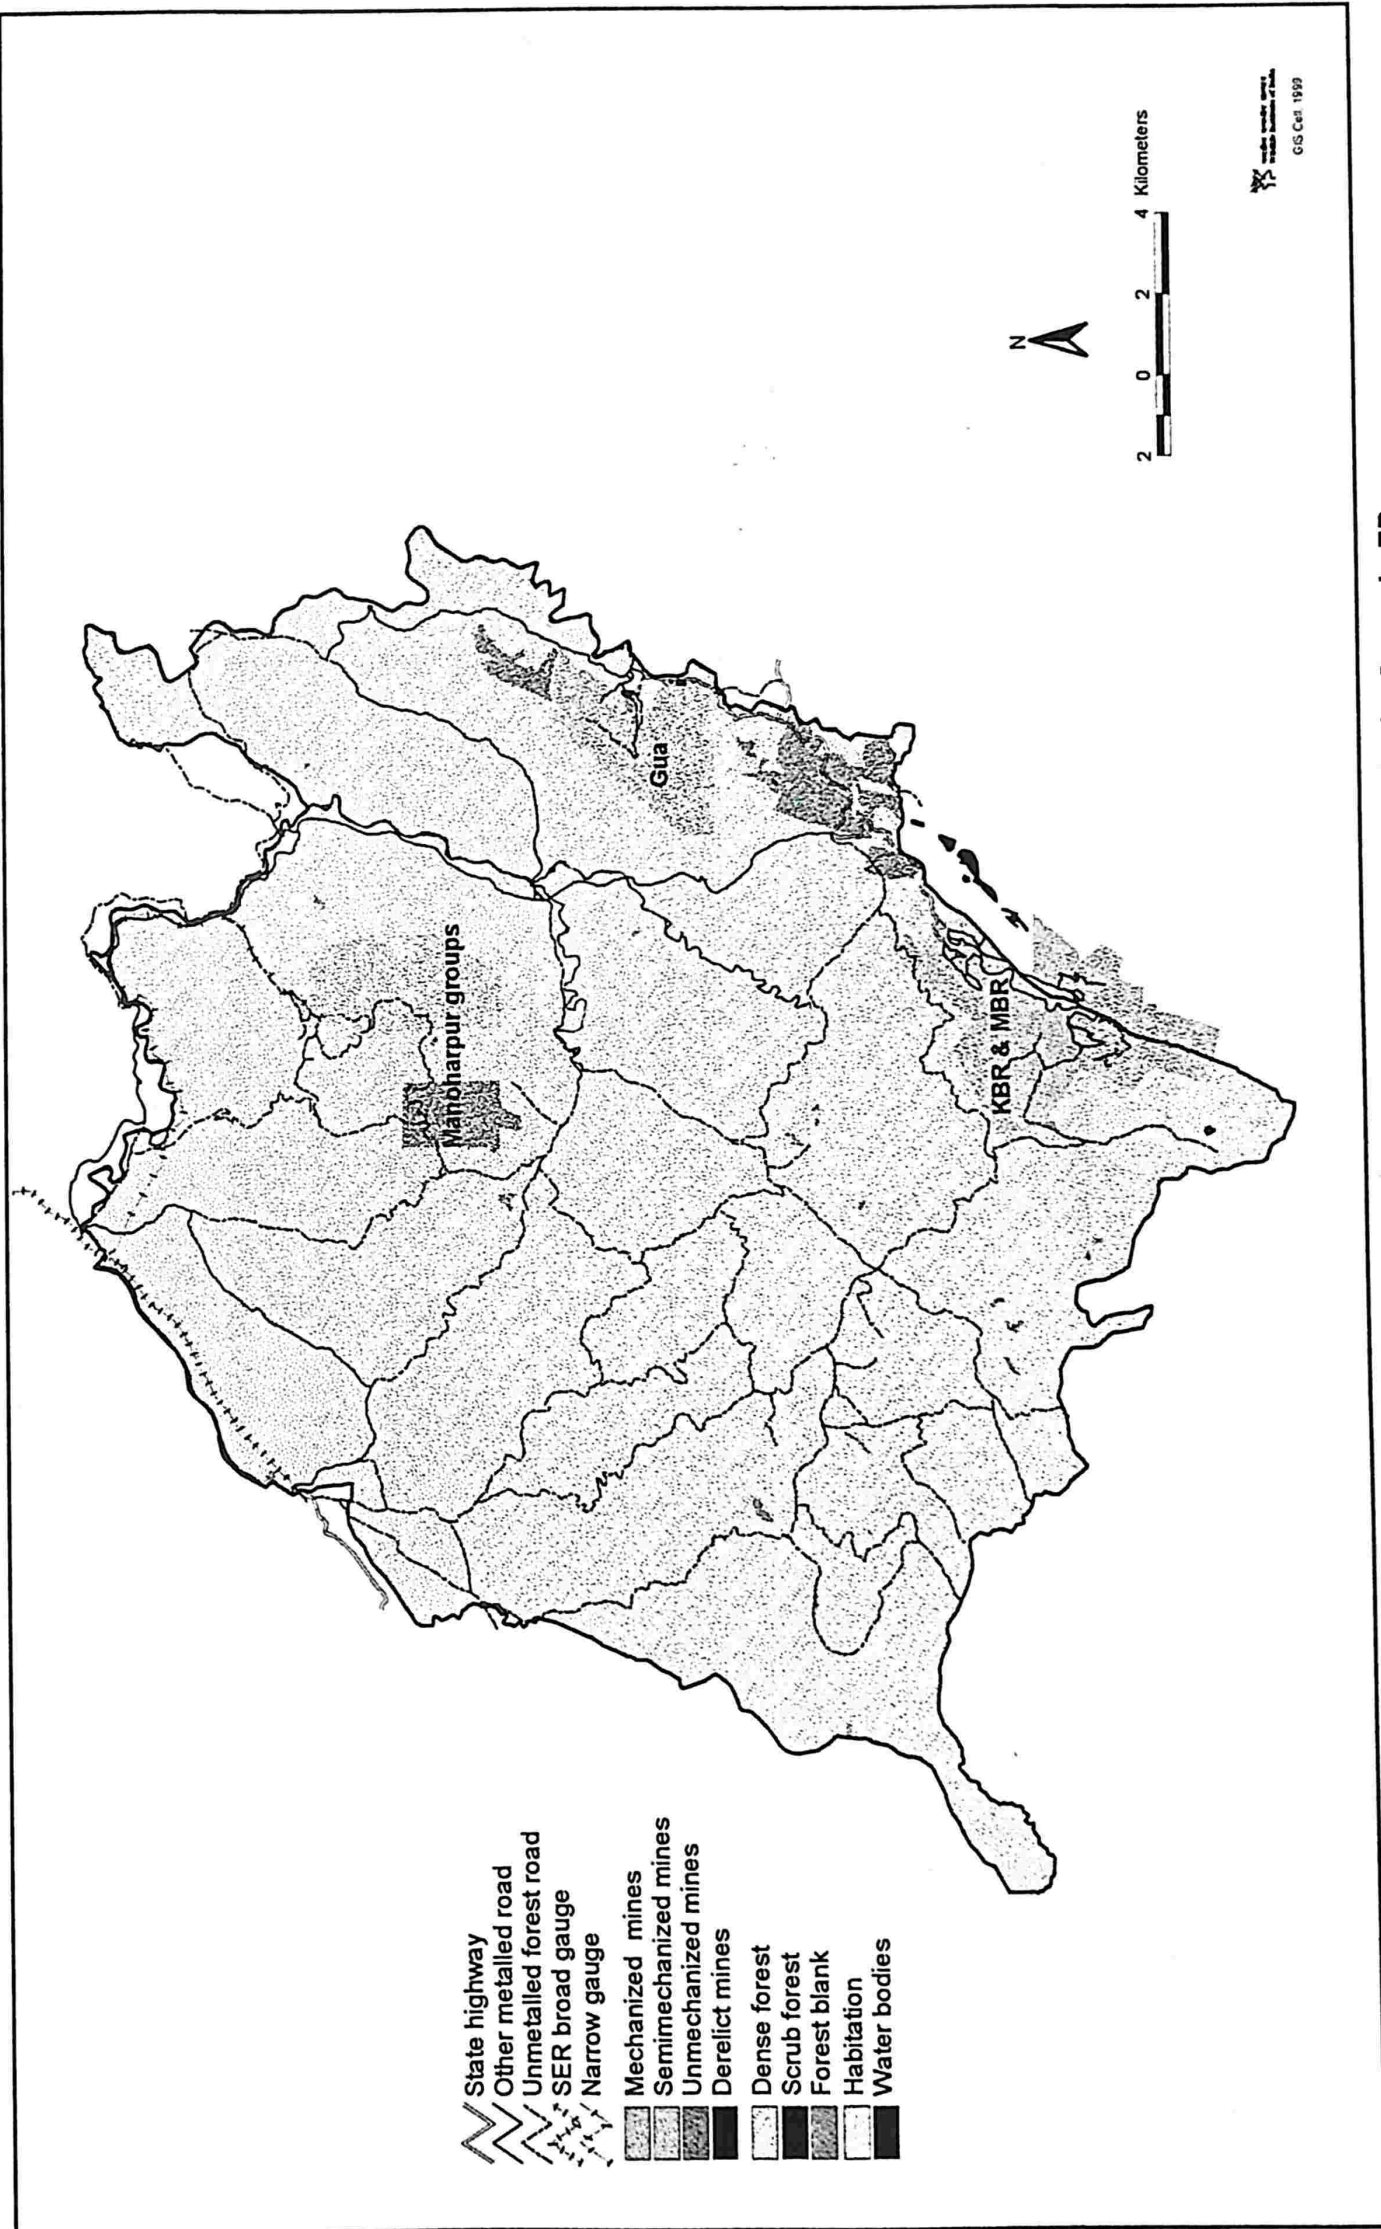 Manoharpur groups
Gua
KBR & MBR
State highway
Other metalled road
Unmetalled forest road
SER broad gauge
Narrow gauge
Mechanized mines
Semimechanized mines
Unmechanized mines
Derelict mines
Dense forest
Scrub forest
Forest blank
Habitation
Water bodies
N
2 0 2 4 Kilometers
GIS Cell 1999